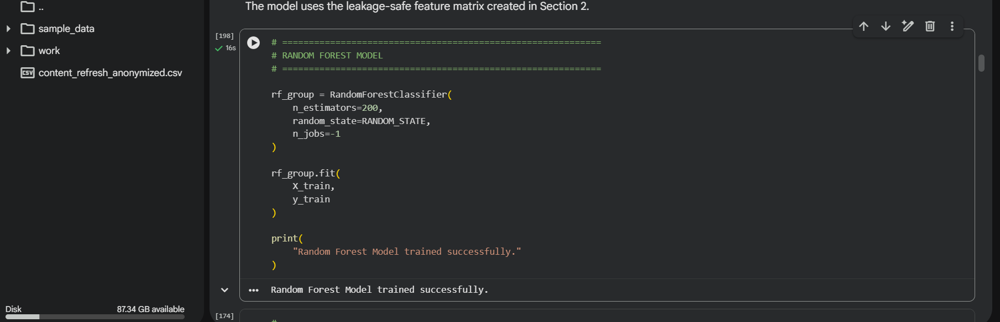 ..
sample_data
work
CSV content_refresh_anonymized.csv
Disk 87.34 GB available
The model uses the leakage-safe feature matrix created in Section 2.
[198]
16s
# ============================================================
# RANDOM FOREST MODEL
# ============================================================
rf_group = RandomForestClassifier(
n_estimators=200,
random_state=RANDOM_STATE,
n_jobs=-1
)
rf_group.fit(
X_train,
y_train
)
print(
"Random Forest Model trained successfully."
)
Random Forest Model trained successfully.
[174]
#